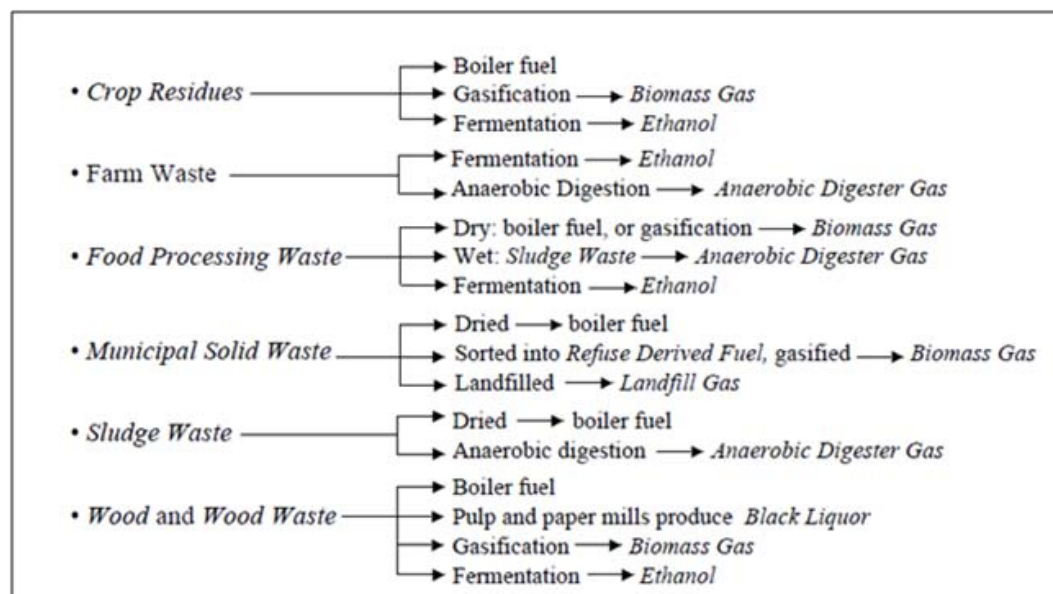 Boiler fuel
• Crop Residues Gasification Biomass Gas
Fermentation Ethanol
Fermentation Ethanol
• Farm Waste
Anaerobic Digestion Anaerobic Digester Gas
Dry: boiler fuel, or gasification Biomass Gas
• Food Processing Waste Wet: Sludge Waste Anaerobic Digester Gas
Fermentation Ethanol
Dried boiler fuel
• Municipal Solid Waste Sorted into Refuse Derived Fuel, gasified Biomass Gas
Landfilled Landfill Gas
Dried boiler fuel
• Sludge Waste
Anaerobic digestion Anaerobic Digester Gas
Boiler fuel
• Wood and Wood Waste Pulp and paper mills produce Black Liquor
Gasification Biomass Gas
Fermentation Ethanol